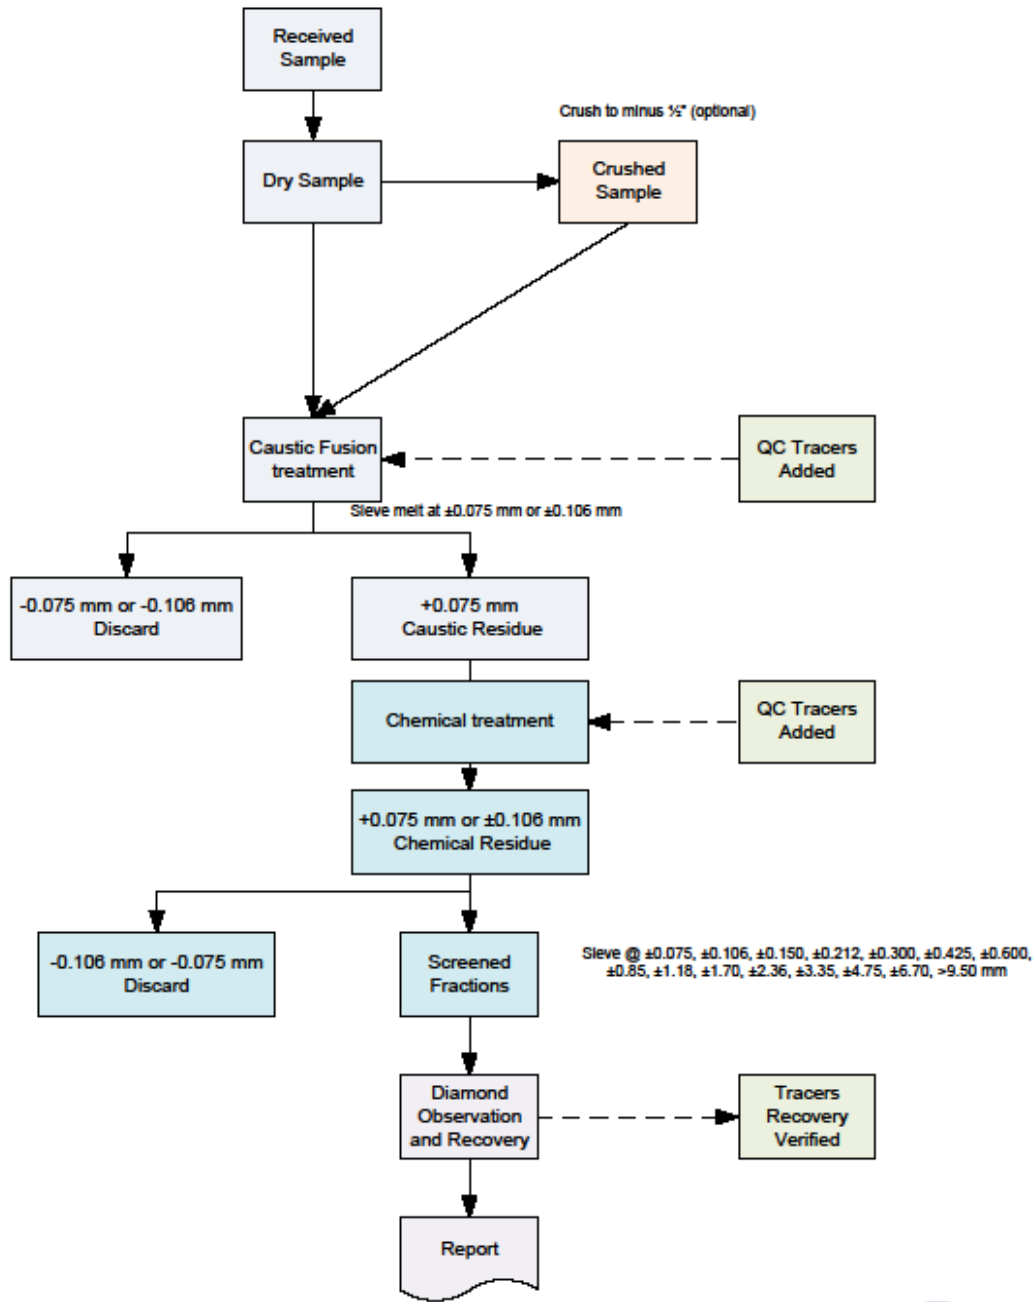 Received
Sample
Crush to minus ½" (optional)
Dry Sample
Crushed
Sample
Caustic Fusion
treatment
QC Tracers
Added
Sieve melt at ±0.075 mm or ±0.106 mm
-0.075 mm or -0.106 mm
Discard
+0.075 mm
Caustic Residue
Chemical treatment
QC Tracers
Added
+0.075 mm or ±0.106 mm
Chemical Residue
-0.106 mm or -0.075 mm
Discard
Screened
Fractions
Sieve @ ±0.075, ±0.106, ±0.150, ±0.212, ±0.300, ±0.425, ±0.600,
±0.85, ±1.18, ±1.70, ±2.36, ±3.35, ±4.75, ±6.70, >9.50 mm
Diamond
Observation
and Recovery
Tracers
Recovery
Verified
Report